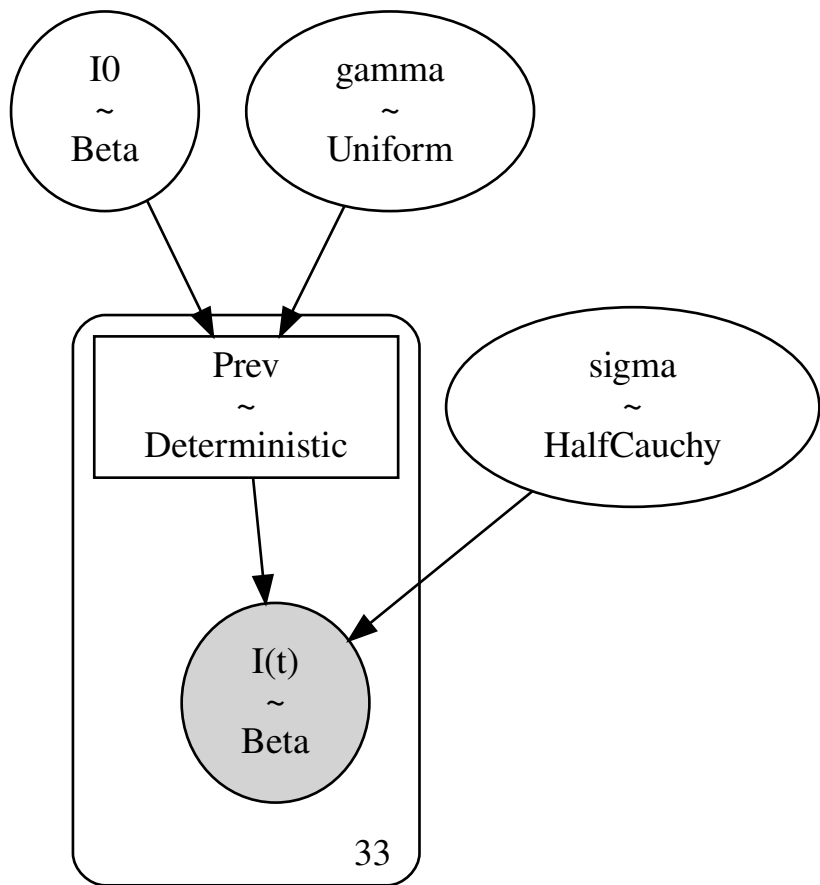 I0
~
Beta
gamma
~
Uniform
Prev
~
Deterministic
sigma
~
HalfCauchy
I(t)
~
Beta
33